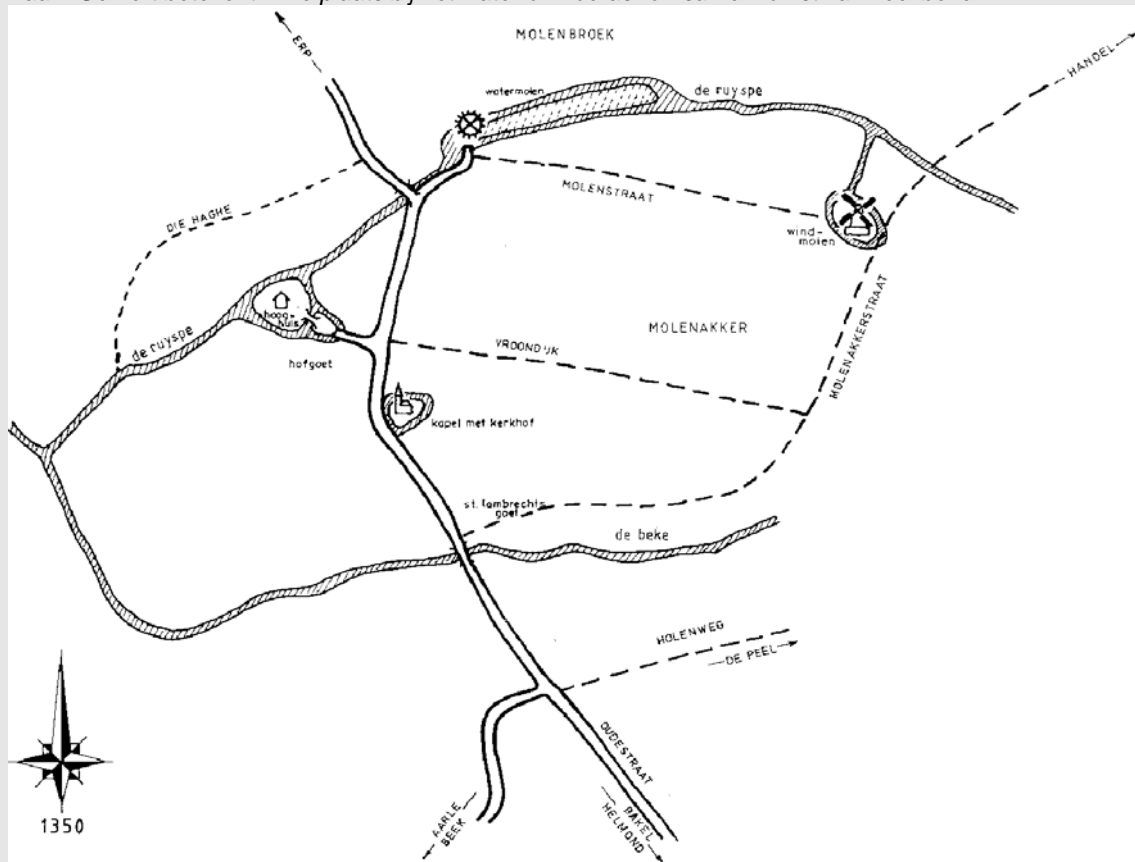 MOLENBROEK
ERP
HANDEL
watermolen
de ruyspe
MOLENSTRAAT
DIE HAGHE
wind-
molen
hoog-
huis
MOLENAKKER
MOLENAKKERSTRAAT
de ruyspe
VROONDIJK
hofgoet
kapel met kerkhof
st. lambrechts
goet
de beke
MOLENWEG
DE PEEL
OUDESTRAAT
AARLE
BEEK
BAKEL
HELMOND
1350